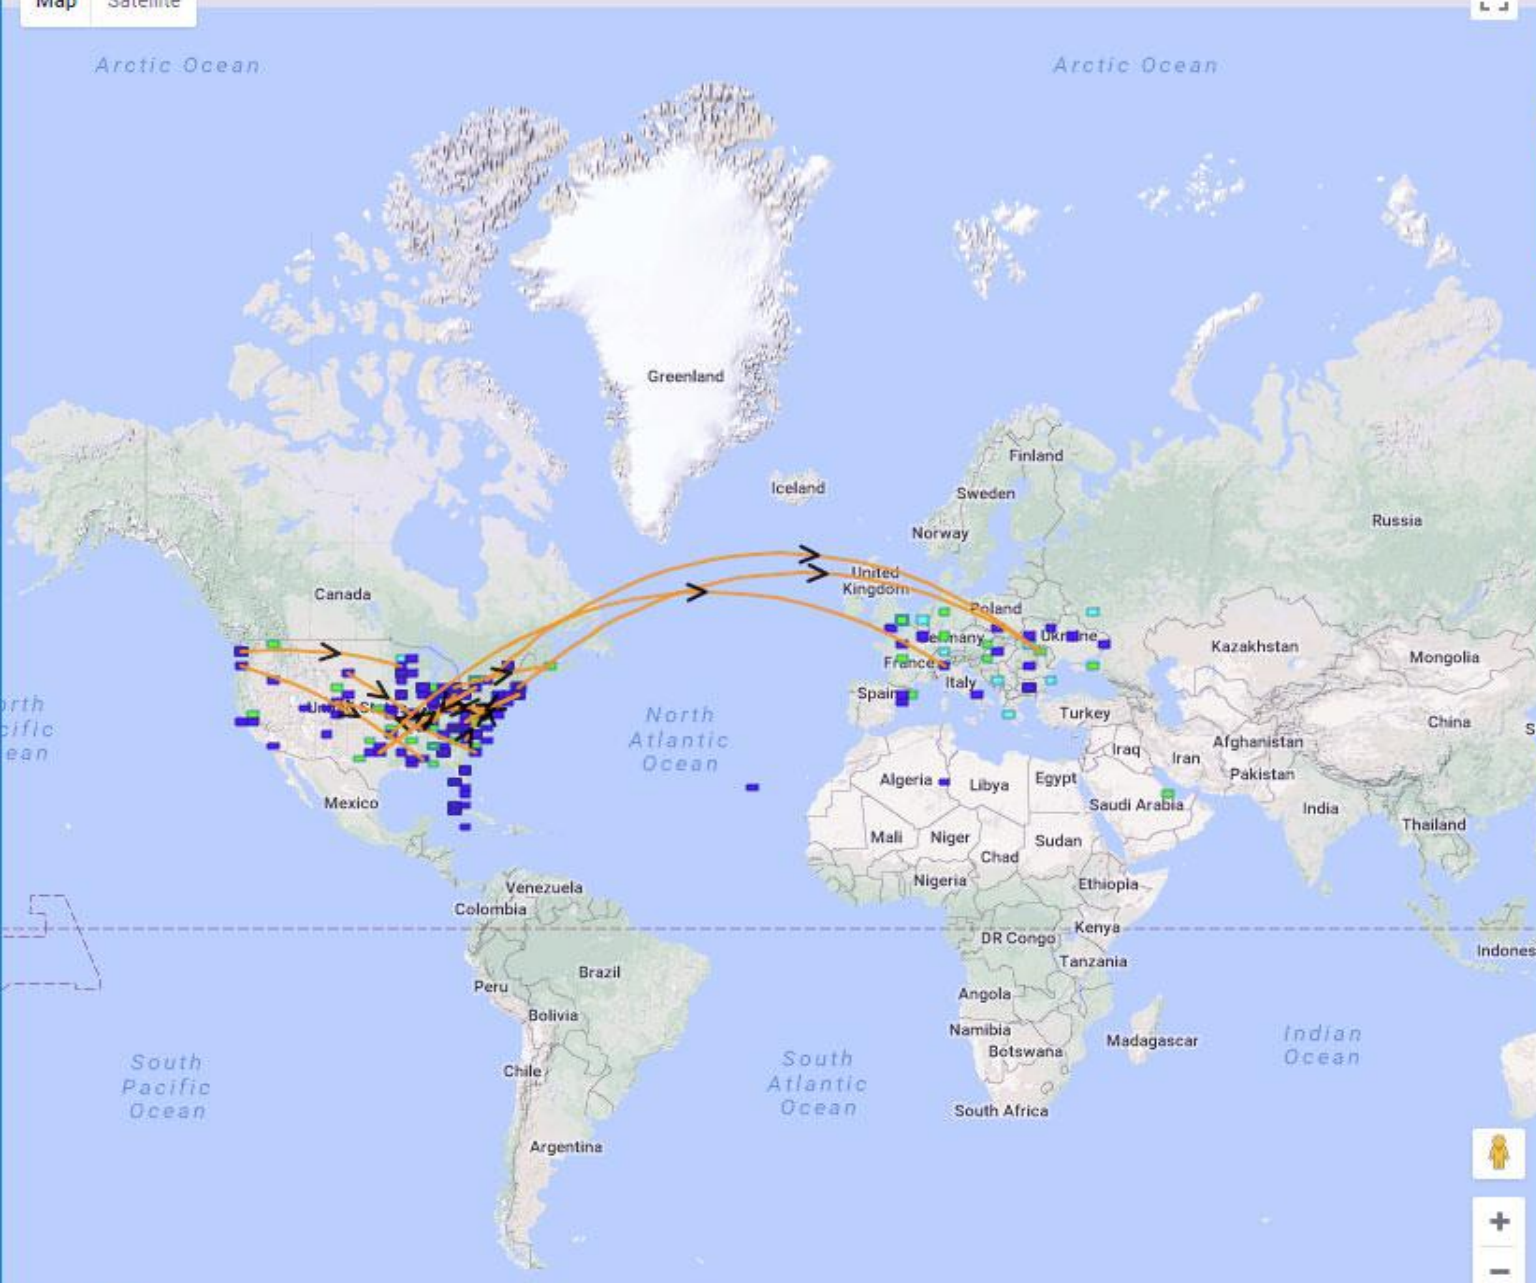 Map Satellite
Arctic Ocean
Arctic Ocean
Greenland
Finland
Iceland
Sweden
Russia
Norway
United
Kingdom
Canada
Poland
Ukraine
Germany
Kazakhstan
France
Mongolia
Italy
Spain
North
Atlantic
Ocean
Turkey
China
Afghanistan
Iraq
Iran
Pakistan
Algeria
Libya
Egypt
Mexico
Saudi Arabia
India
Thailand
Mali
Niger
Sudan
Chad
Nigeria
Ethiopia
Venezuela
Colombia
Kenya
DR Congo
Indones
Tanzania
Brazil
Peru
Angola
Bolivia
Namibia
Madagascar
Botswana
Indian
Ocean
South
Pacific
Ocean
South
Atlantic
Ocean
Chile
South Africa
Argentina